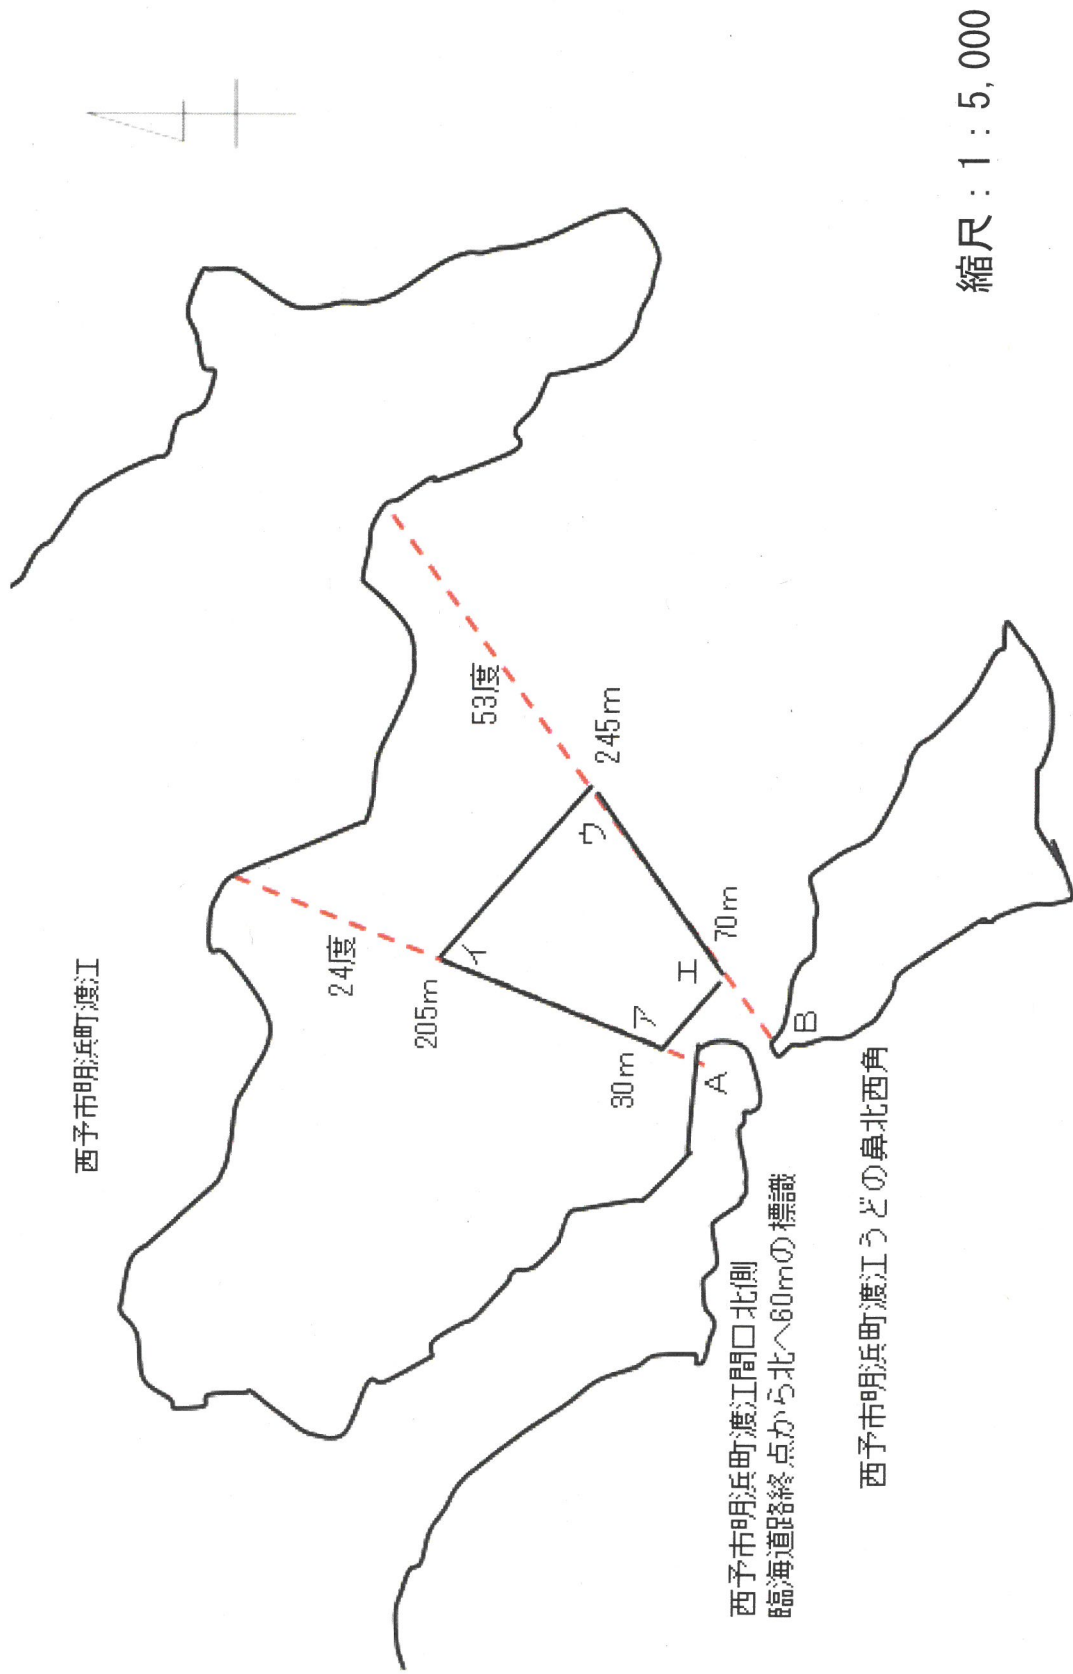 西予市明浜町渡江
24度
205m
イ
53度
245m
ウ
30m
ア
エ
70m
A
B
西予市明浜町渡江間口北側
臨海道路終点から北へ60mの標識
西予市明浜町渡江うどの鼻北西角
縮尺：1：5,000